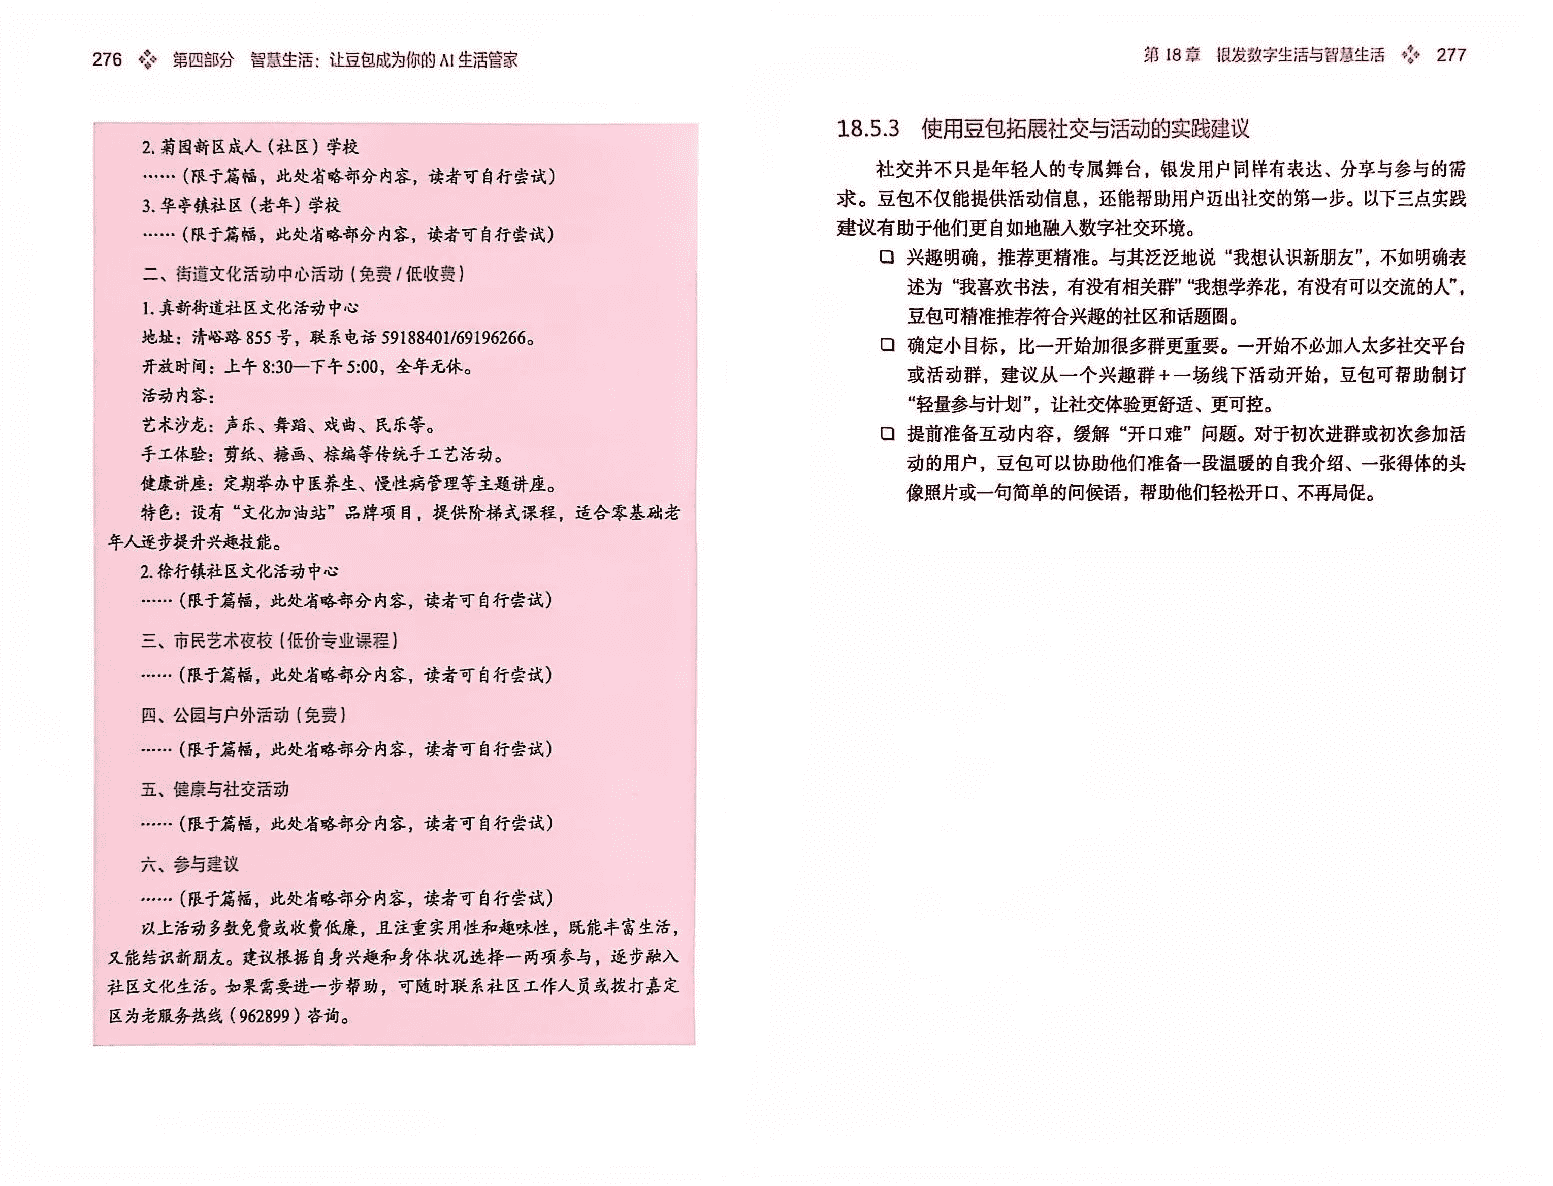 276 第四部分 智慧生活：让豆包成为你的 AI 生活管家
2. 菊园新区成人（社区）学校
……（限于篇幅，此处省略部分内容，读者可自行尝试）
3. 华亭镇社区（老年）学校
……（限于篇幅，此处省略部分内容，读者可自行尝试）
二、街道文化活动中心活动（免费 / 低收费）
1. 真新街道社区文化活动中心
地址：清峪路 855 号，联系电话 59188401/69196266。
开放时间：上午 8:30—下午 5:00，全年无休。
活动内容：
艺术沙龙：声乐、舞蹈、戏曲、民乐等。
手工体验：剪纸、糖画、棕编等传统手工艺活动。
健康讲座：定期举办中医养生、慢性病管理等主题讲座。
特色：设有“文化加油站”品牌项目，提供阶梯式课程，适合零基础老
年人逐步提升兴趣技能。
2. 徐行镇社区文化活动中心
……（限于篇幅，此处省略部分内容，读者可自行尝试）
三、市民艺术夜校（低价专业课程）
……（限于篇幅，此处省略部分内容，读者可自行尝试）
四、公园与户外活动（免费）
……（限于篇幅，此处省略部分内容，读者可自行尝试）
五、健康与社交活动
……（限于篇幅，此处省略部分内容，读者可自行尝试）
六、参与建议
……（限于篇幅，此处省略部分内容，读者可自行尝试）
以上活动多数免费或收费低廉，且注重实用性和趣味性，既能丰富生活，
又能结识新朋友。建议根据自身兴趣和身体状况选择一两项参与，逐步融入
社区文化生活。如果需要进一步帮助，可随时联系社区工作人员或拨打嘉定
区为老服务热线（962899）咨询。
第 18 章 银发数字生活与智慧生活 277
18.5.3 使用豆包拓展社交与活动的实践建议
社交并不只是年轻人的专属舞台，银发用户同样有表达、分享与参与的需
求。豆包不仅能提供活动信息，还能帮助用户迈出社交的第一步。以下三点实践
建议有助于他们更自如地融入数字社交环境。
❑ 兴趣明确，推荐更精准。与其泛泛地说“我想认识新朋友”，不如明确表
述为“我喜欢书法，有没有相关群”“我想学养花，有没有可以交流的人”，
豆包可精准推荐符合兴趣的社区和话题圈。
❑ 确定小目标，比一开始加很多群更重要。一开始不必加入太多社交平台
或活动群，建议从一个兴趣群 + 一场线下活动开始，豆包可帮助制订
“轻量参与计划”，让社交体验更舒适、更可控。
❑ 提前准备互动内容，缓解“开口难”问题。对于初次进群或初次参加活
动的用户，豆包可以协助他们准备一段温暖的自我介绍、一张得体的头
像照片或一句简单的问候语，帮助他们轻松开口、不再局促。